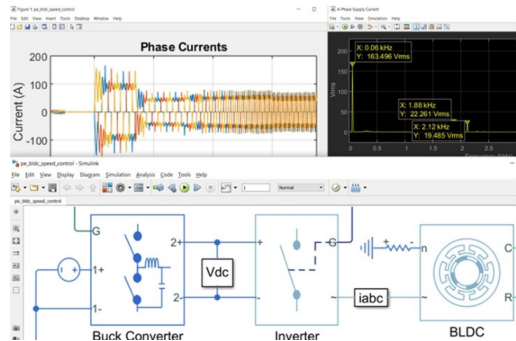 Figure 1: pe_bldc_speed_control
File Edit View Insert Tools Desktop Window Help
Phase Currents
Current (A)
200
100
0
-100
A-Phase Supply Current
File Tools View Simulation Help
200
150
100
50
0
Vrms
X: 0.06 kHz
Y: 163.496 Vrms
X: 1.88 kHz
Y: 22.261 Vrms
X: 2.12 kHz
Y: 19.485 Vrms
0 0.5 1 1.5 2 2.5
pe_bldc_speed_control - Simulink
File Edit View Display Diagram Simulation Analysis Code Tools Help
1
Normal
pe_bldc_speed_control
G
1+
1-
2+
2-
Buck Converter
Vdc
+
-
G
~
Inverter
+ -
iabc
n
~
C
R
BLDC